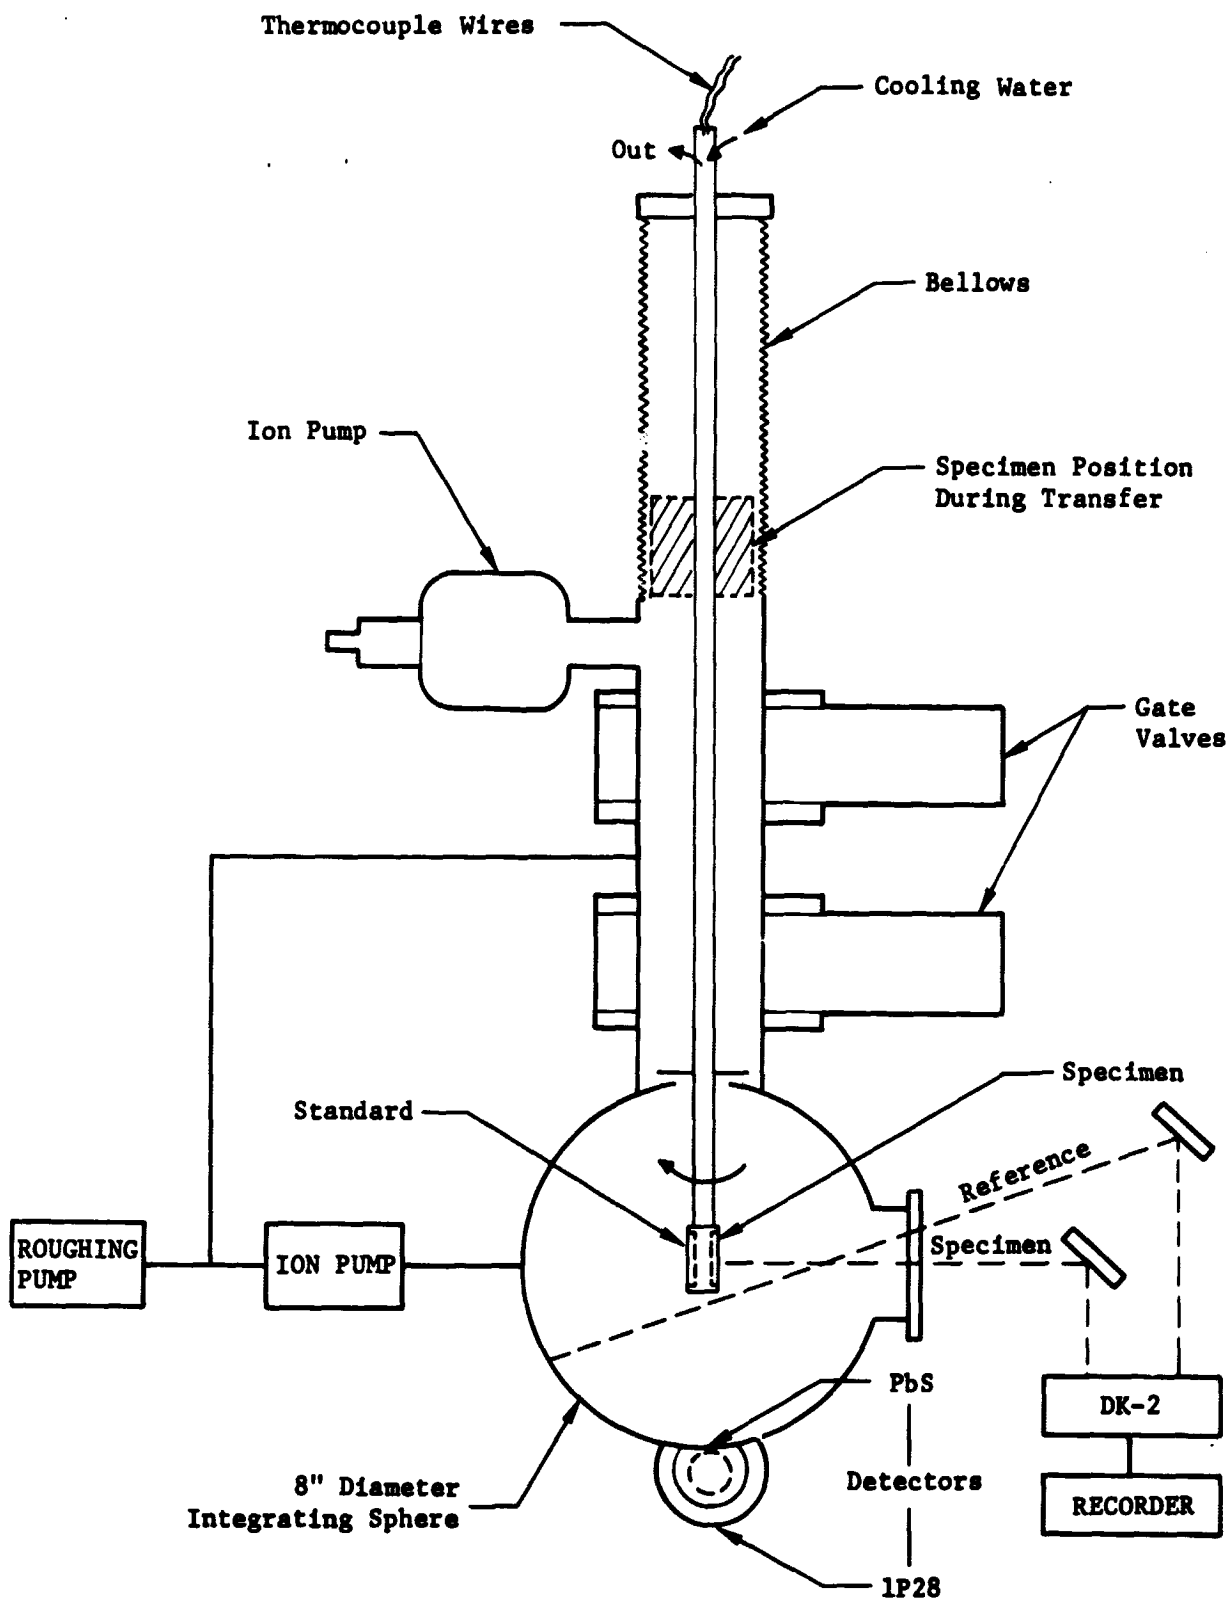 Thermocouple Wires
Cooling Water
Out
Bellows
Ion Pump
Specimen Position
During Transfer
Gate
Valves
Specimen
Standard
Reference
Specimen
ROUGHING
PUMP
ION PUMP
PbS
DK-2
Detectors
8" Diameter
Integrating Sphere
RECORDER
1P28